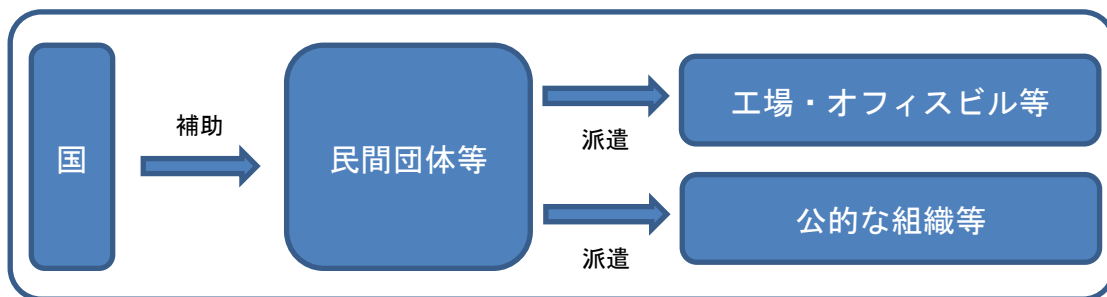 国
補助
民間団体等
派遣
工場・オフィスビル等
派遣
公的な組織等